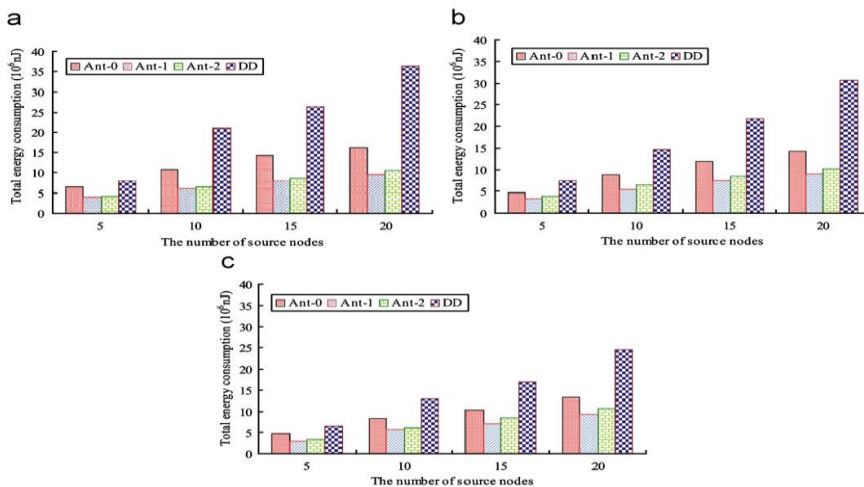 a
Total energy consumption (10⁶nJ)
40
35
30
25
20
15
10
5
0
Ant-0 Ant-1 Ant-2 DD
5 10 15 20
The number of source nodes
b
Total energy consumption (10⁶nJ)
40
35
30
25
20
15
10
5
0
Ant-0 Ant-1 Ant-2 DD
5 10 15 20
The number of source nodes
c
Total energy consumption (10⁶nJ)
40
35
30
25
20
15
10
5
0
Ant-0 Ant-1 Ant-2 DD
5 10 15 20
The number of source nodes